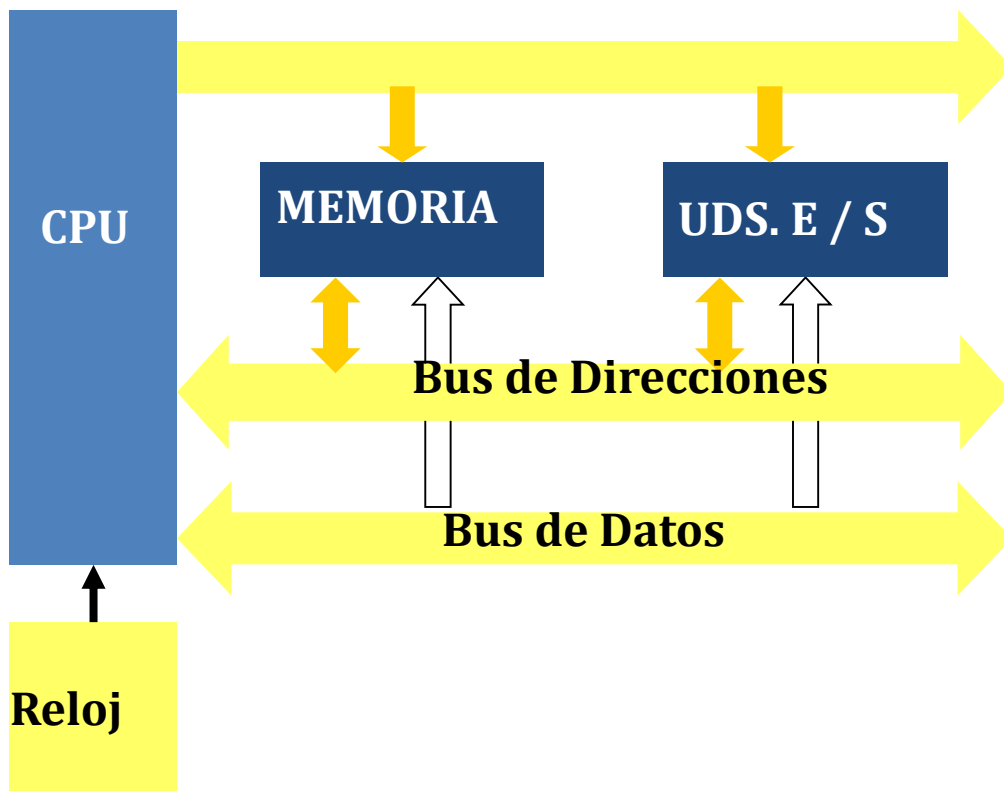 CPU
MEMORIA
UDS. E / S
Bus de Direcciones
Bus de Datos
Reloj